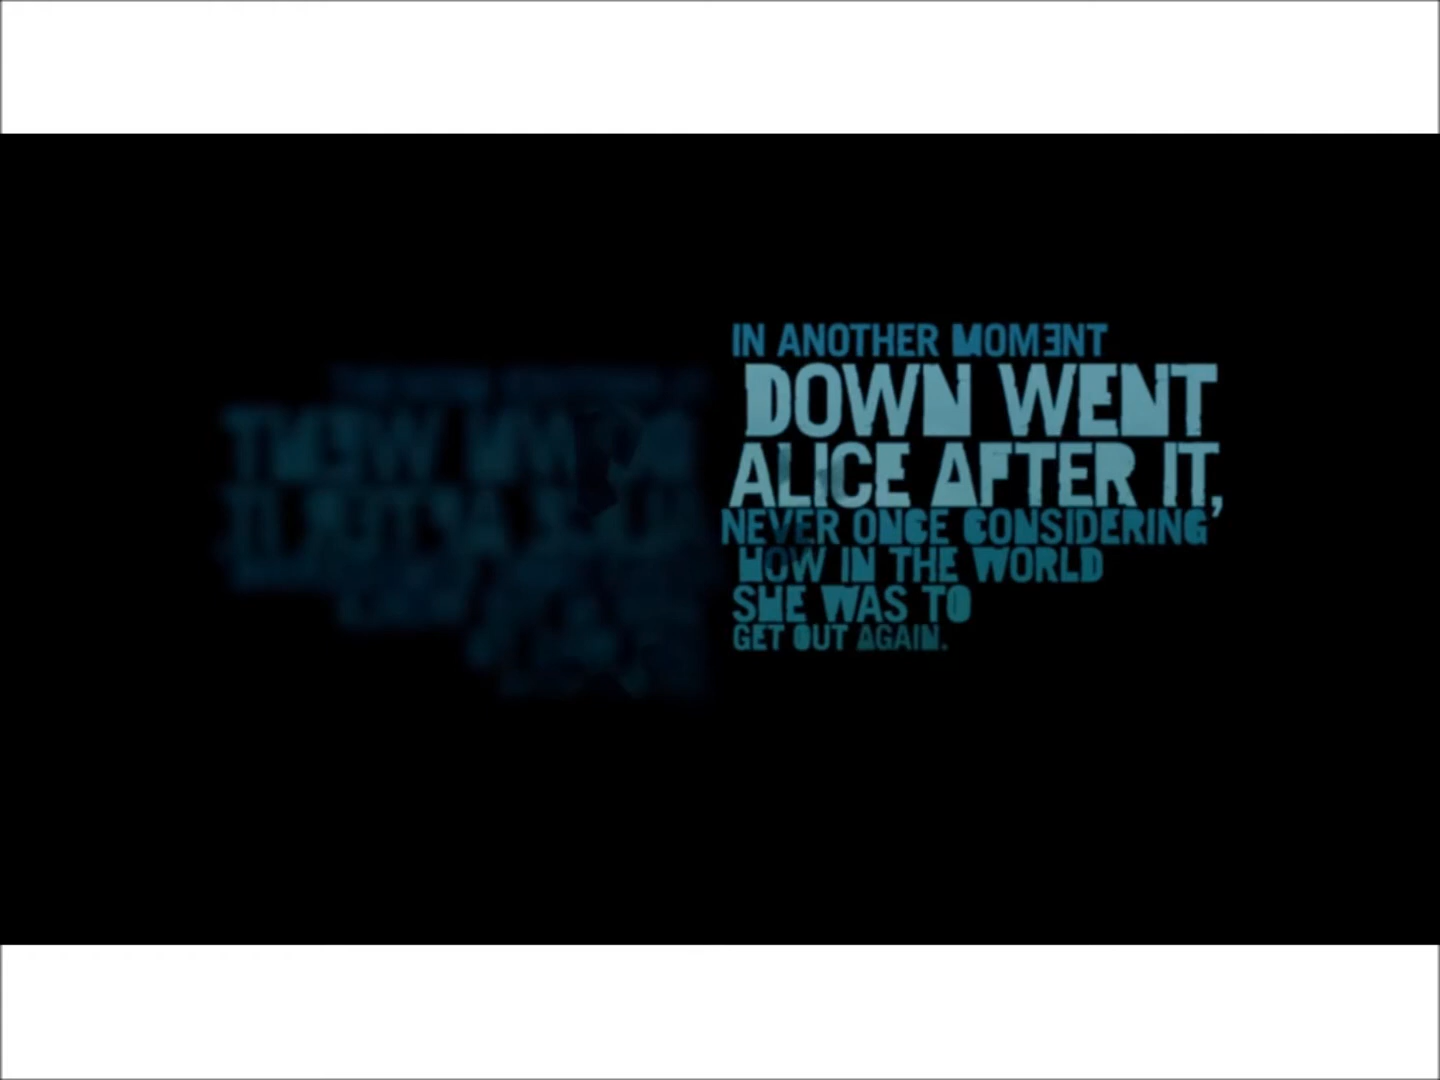 IN ANOTHER MOMENT
DOWN WENT
ALICE AFTER IT,
NEVER ONCE CONSIDERING
HOW IN THE WORLD
SHE WAS TO
GET OUT AGAIN.